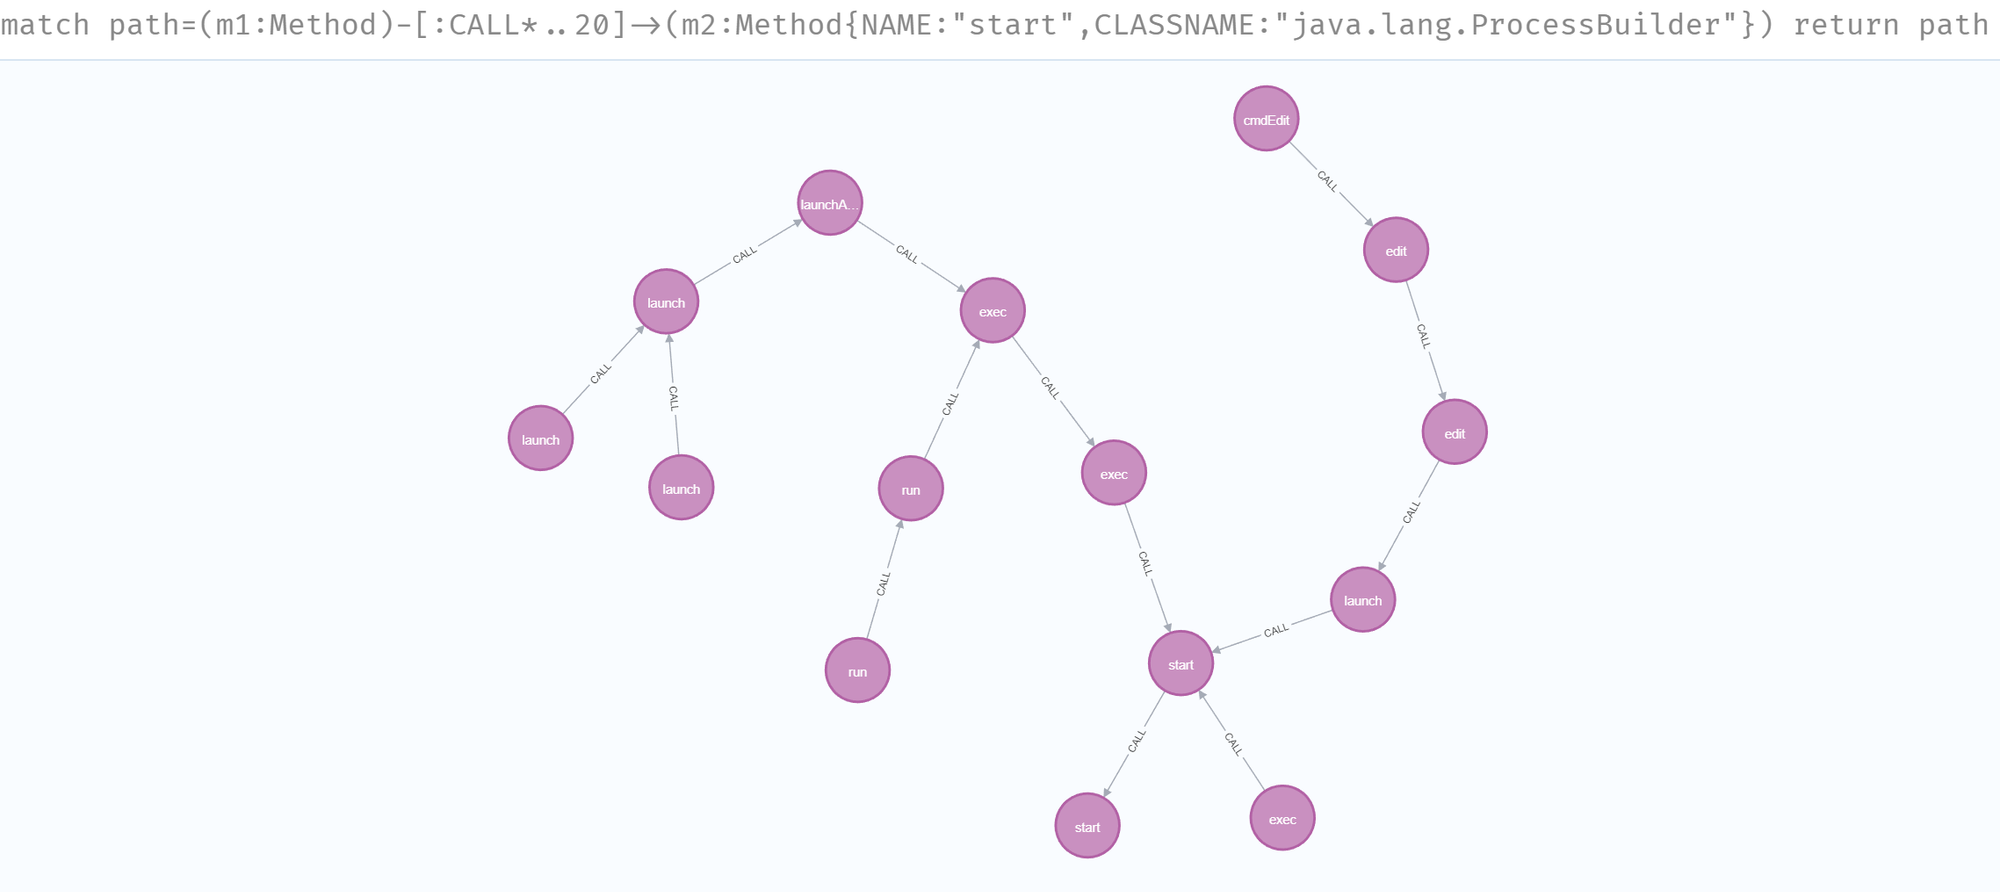 match path=(m1:Method)-[:CALL*..20]->(m2:Method{NAME:"start",CLASSNAME:"java.lang.ProcessBuilder"}) return path
cmdEdit
CALL
launchA...
edit
CALL
CALL
launch
exec
CALL
CALL
CALL
CALL
CALL
launch
edit
exec
launch
run
CALL
CALL
CALL
launch
CALL
start
run
CALL
CALL
start
exec